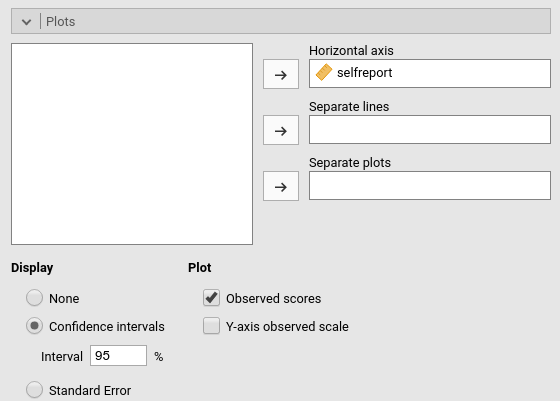 Plots
Horizontal axis
selfreport
Separate lines
Separate plots
Display
Plot
None
Observed scores
Confidence intervals
Y-axis observed scale
Interval 95 %
Standard Error